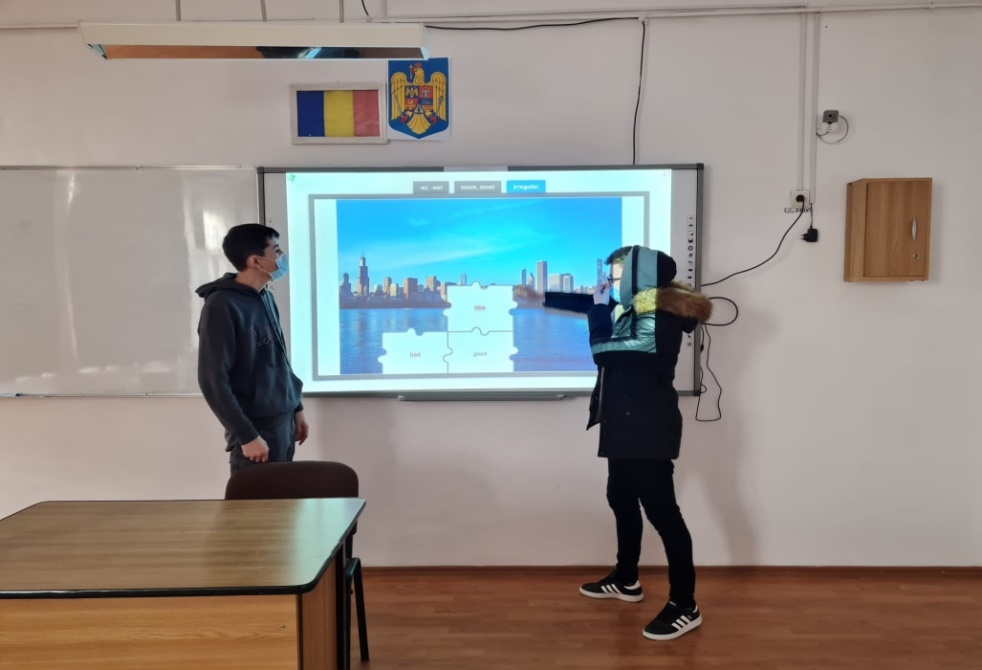 -er, -est
more, most
irregular
little
bad
good